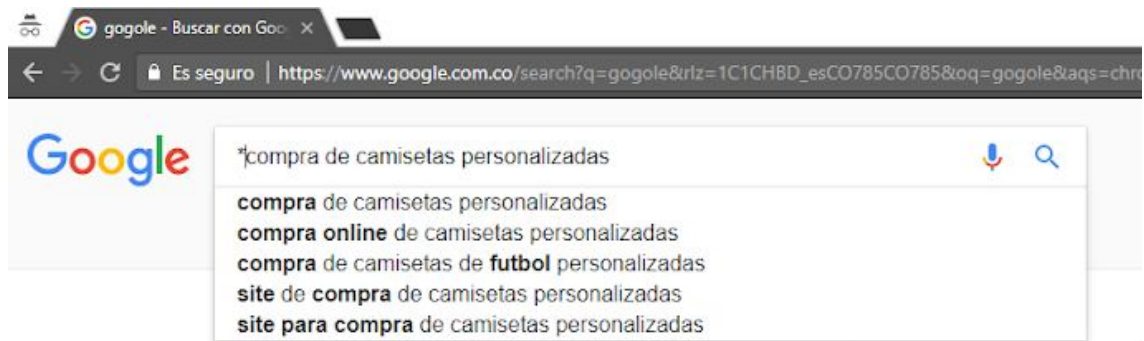 gogole - Buscar con Goo
Es seguro | https://www.google.com.co/search?q=gogole&rlz=1C1CHBD_esCO785CO785&oq=gogole&aqs=chro
Google
*compra de camisetas personalizadas
compra de camisetas personalizadas
compra online de camisetas personalizadas
compra de camisetas de futbol personalizadas
site de compra de camisetas personalizadas
site para compra de camisetas personalizadas